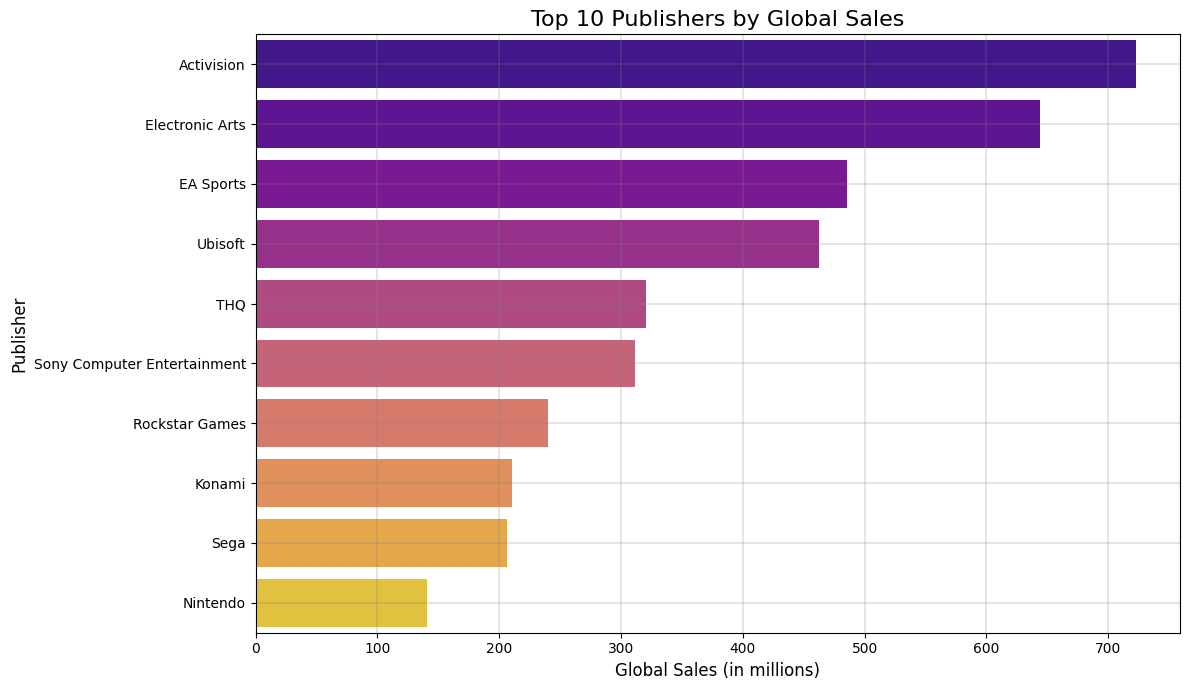 Top 10 Publishers by Global Sales
Publisher
Activision
Electronic Arts
EA Sports
Ubisoft
THQ
Sony Computer Entertainment
Rockstar Games
Konami
Sega
Nintendo
0 100 200 300 400 500 600 700
Global Sales (in millions)